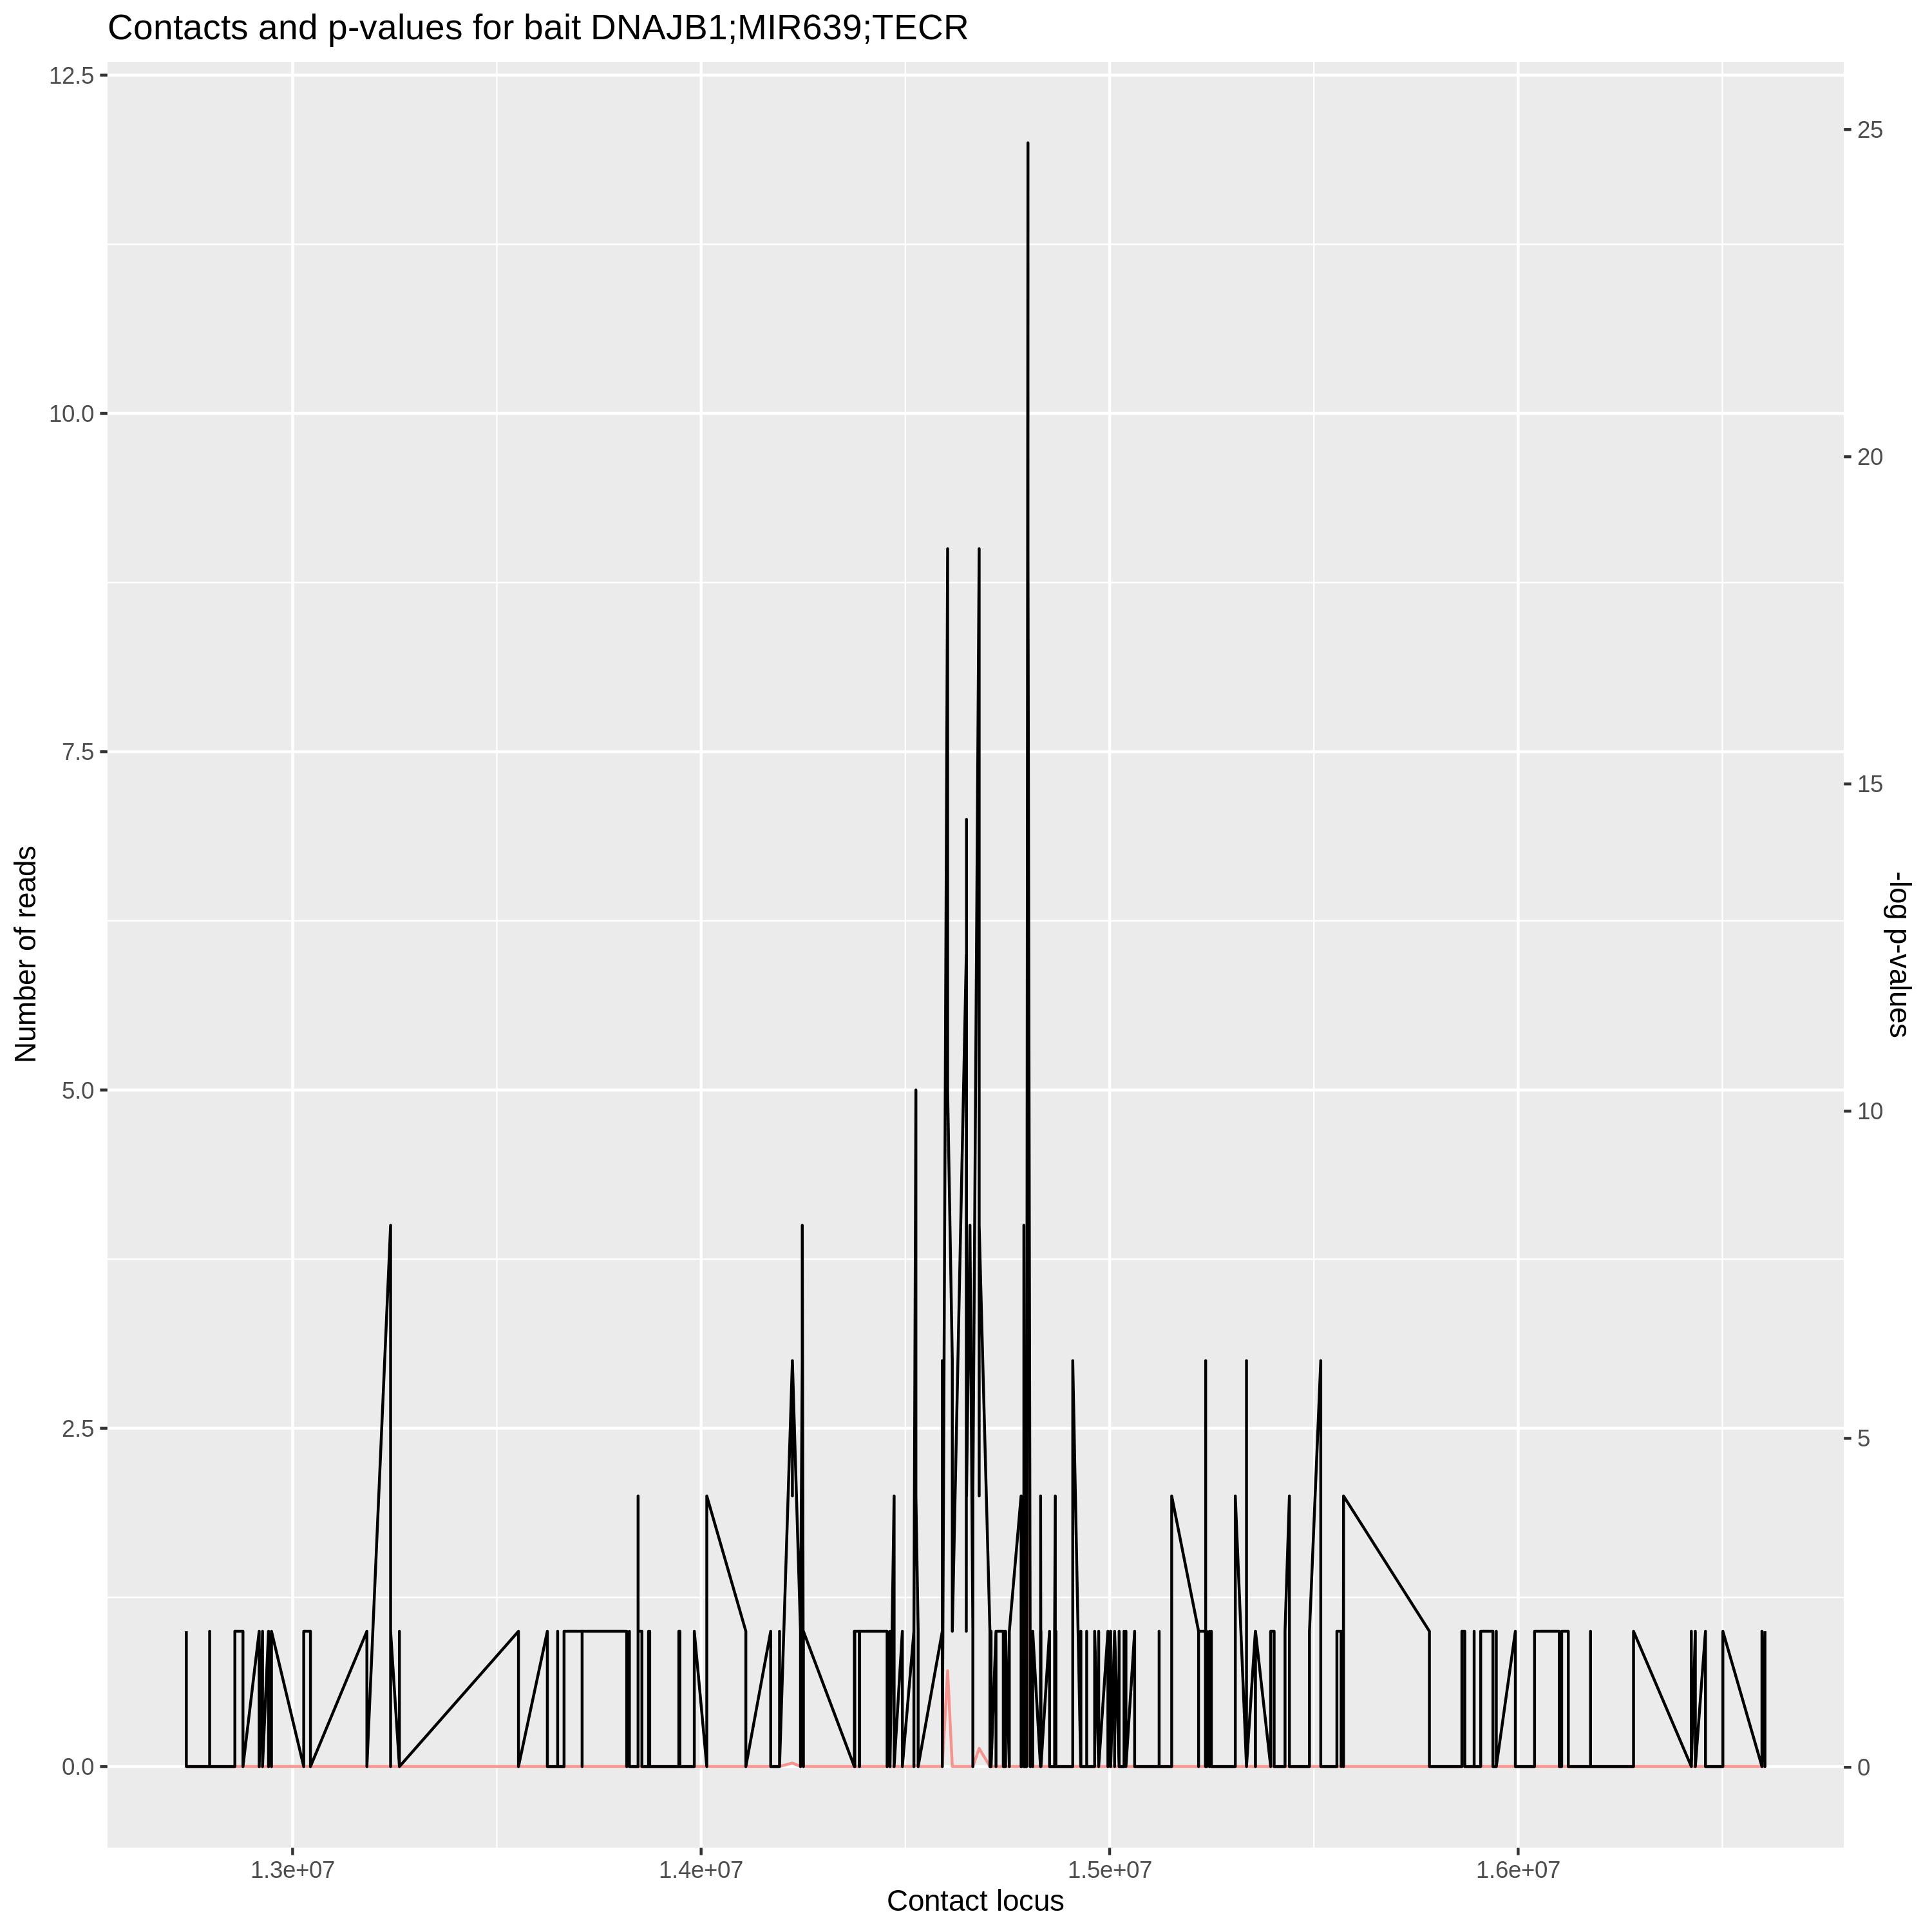 Contacts and p-values for bait DNAJB1;MIR639;TECR
12.5
10.0
7.5
5.0
2.5
0.0
Number of reads
25
20
15
10
5
0
-log p-values
1.3e+07 1.4e+07 1.5e+07 1.6e+07
Contact locus